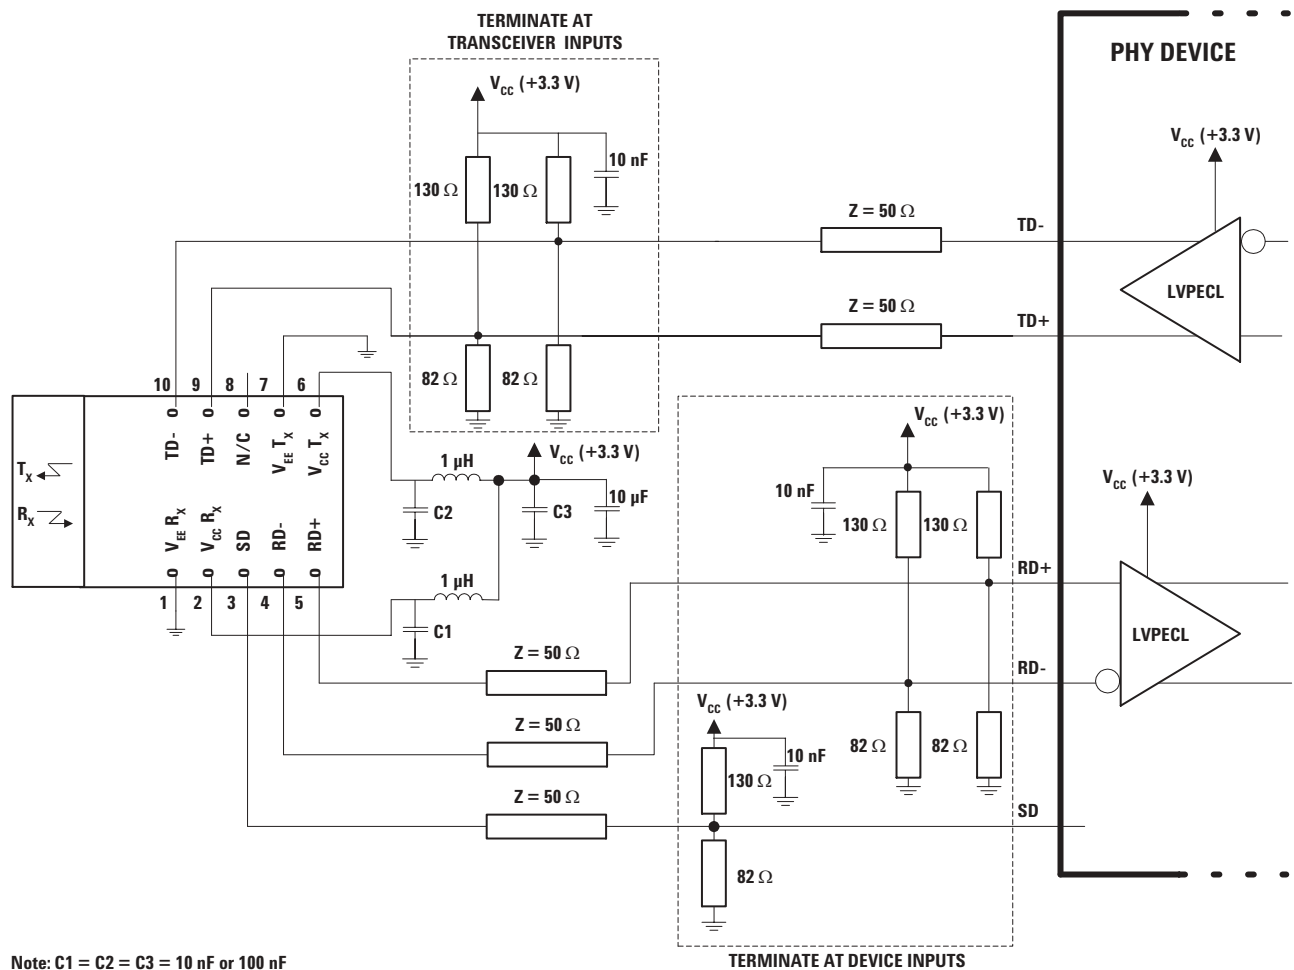 TERMINATE AT
TRANSCEIVER INPUTS
PHY DEVICE
VCC (+3.3 V)
10 nF
130 Ω
130 Ω
82 Ω
82 Ω
Z = 50 Ω
TD-
Z = 50 Ω
TD+
VCC (+3.3 V)
LVPECL
10
9
8
7
6
TD-
TD+
N/C
VEE TX
VCC TX
TX
RX
VEE RX
VCC RX
SD
RD-
RD+
1
2
3
4
5
1 µH
VCC (+3.3 V)
C2
C3
10 µF
1 µH
C1
Z = 50 Ω
Z = 50 Ω
Z = 50 Ω
VCC (+3.3 V)
10 nF
130 Ω
130 Ω
RD+
RD-
82 Ω
82 Ω
VCC (+3.3 V)
10 nF
130 Ω
82 Ω
SD
VCC (+3.3 V)
LVPECL
TERMINATE AT DEVICE INPUTS
Note: C1 = C2 = C3 = 10 nF or 100 nF